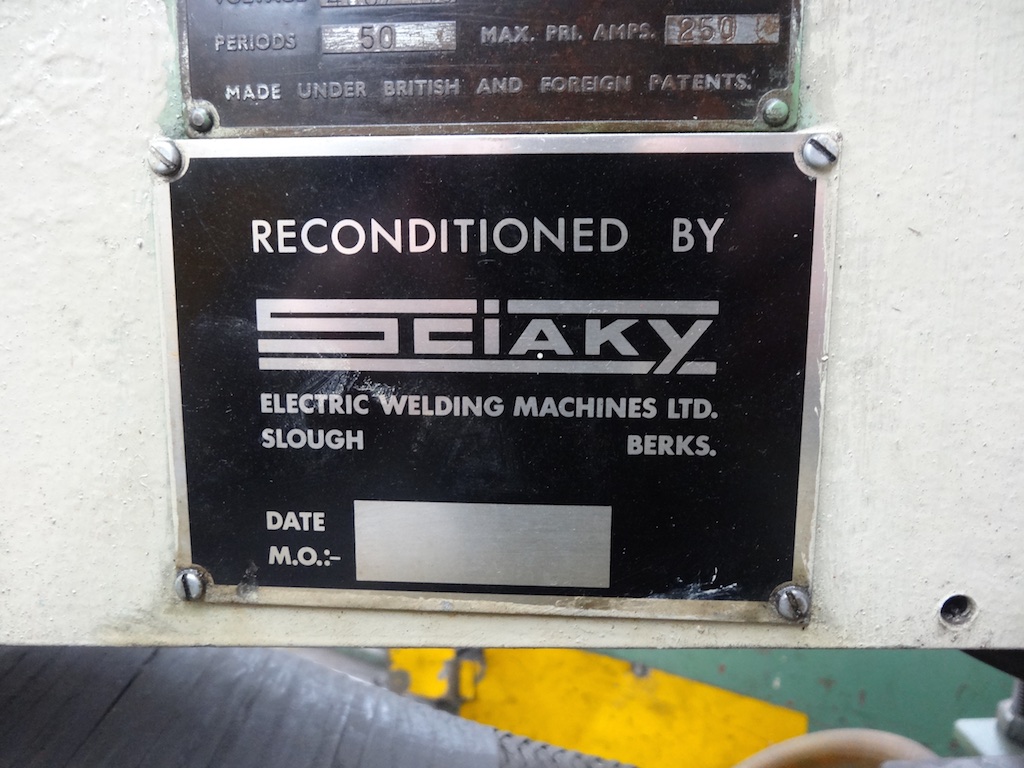 VOLTAGE
PERIODS 50 MAX. PRI. AMPS. 250
MADE UNDER BRITISH AND FOREIGN PATENTS.
RECONDITIONED BY
SCIAKY
ELECTRIC WELDING MACHINES LTD.
SLOUGH BERKS.
DATE
M.O.:-